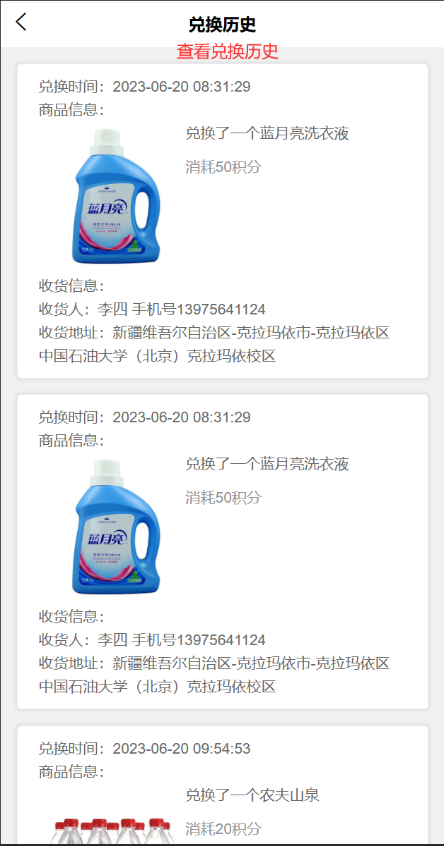 兑换历史
查看兑换历史
兑换时间：2023-06-20 08:31:29
商品信息：
兑换了一个蓝月亮洗衣液
消耗50积分
蓝月亮
收货信息：
收货人：李四 手机号13975641124
收货地址：新疆维吾尔自治区-克拉玛依市-克拉玛依区
中国石油大学（北京）克拉玛依校区
兑换时间：2023-06-20 08:31:29
商品信息：
兑换了一个蓝月亮洗衣液
消耗50积分
蓝月亮
收货信息：
收货人：李四 手机号13975641124
收货地址：新疆维吾尔自治区-克拉玛依市-克拉玛依区
中国石油大学（北京）克拉玛依校区
兑换时间：2023-06-20 09:54:53
商品信息：
兑换了一个农夫山泉
消耗20积分